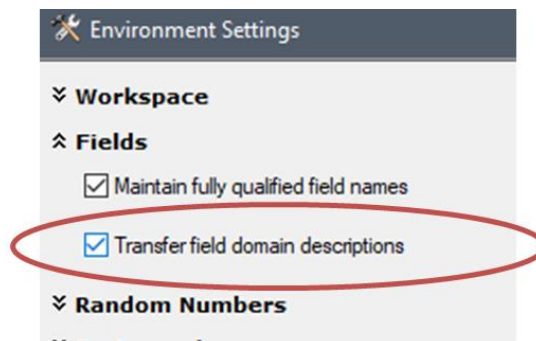 Environment Settings
Workspace
Fields
Maintain fully qualified field names
Transfer field domain descriptions
Random Numbers